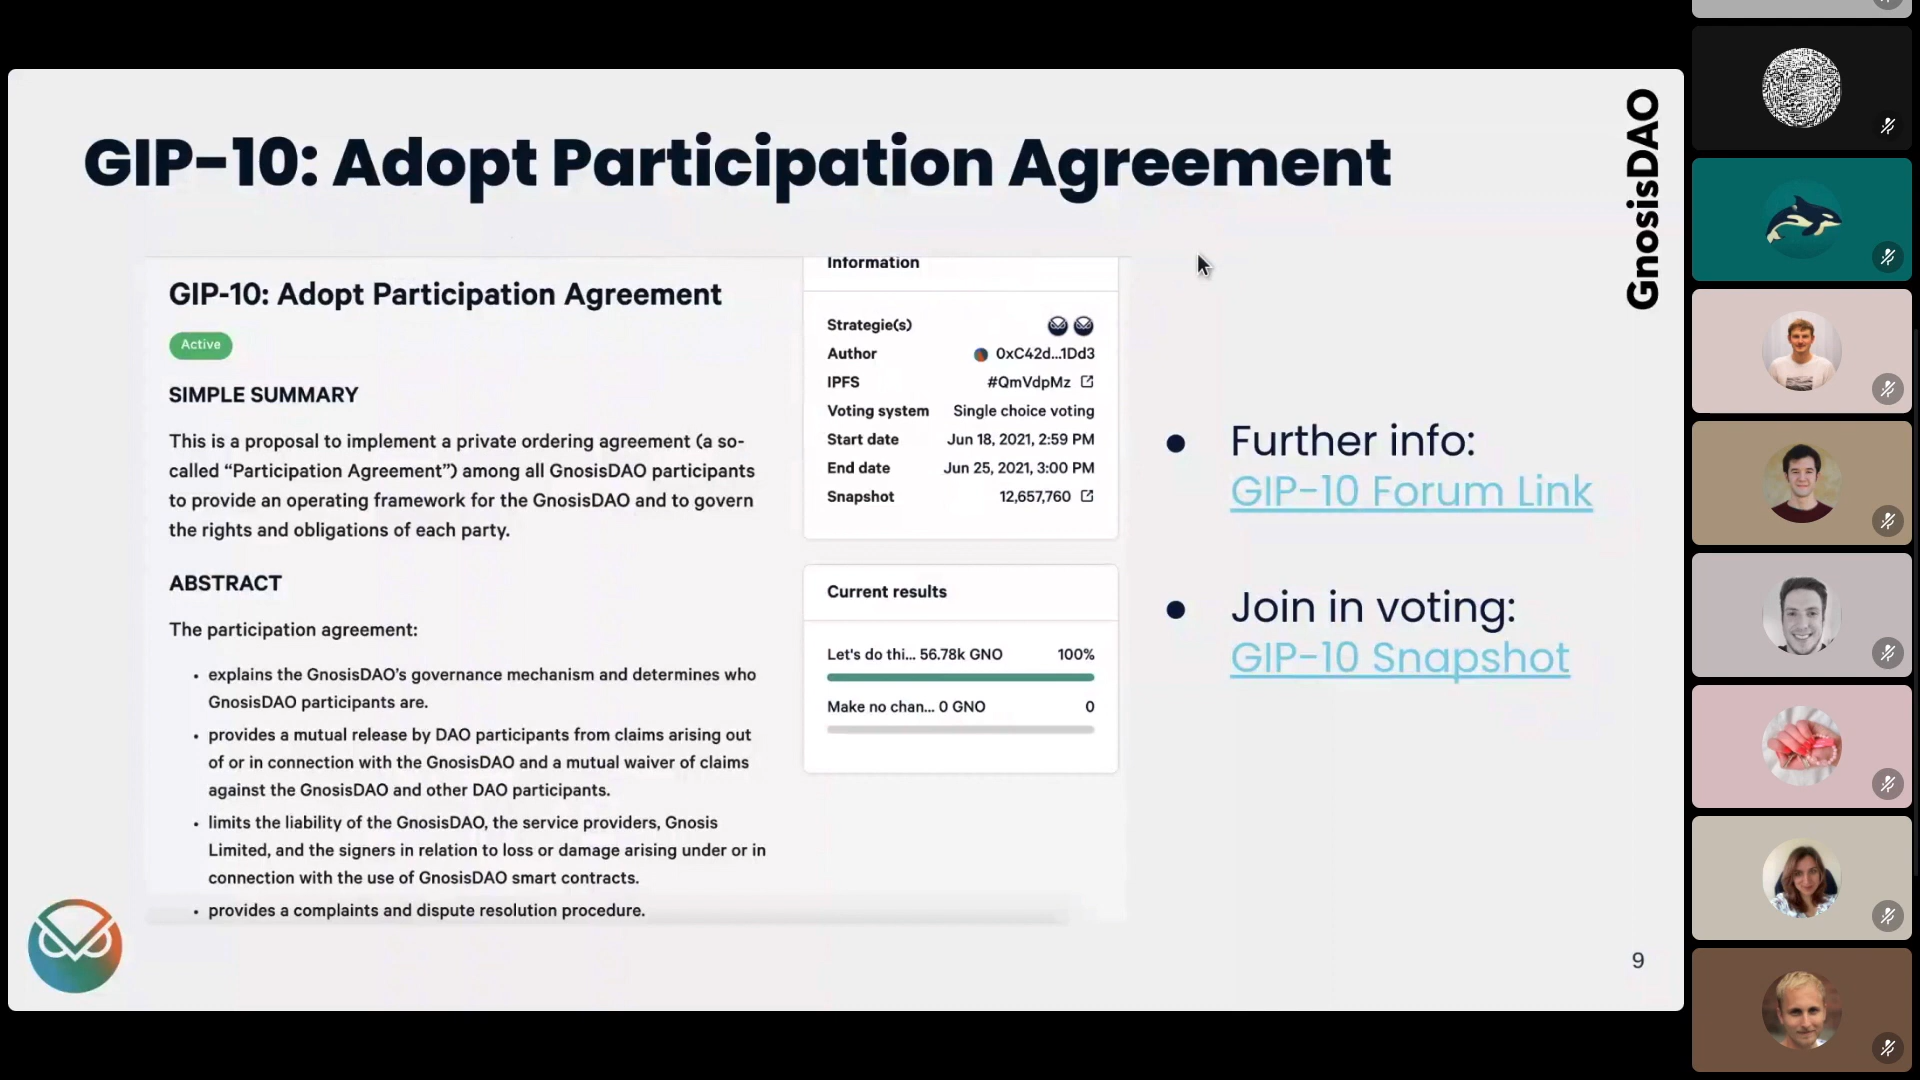 GIP-10: Adopt Participation Agreement
GnosisDAO
GIP-10: Adopt Participation Agreement
Active
SIMPLE SUMMARY
This is a proposal to implement a private ordering agreement (a so-
called “Participation Agreement”) among all GnosisDAO participants
to provide an operating framework for the GnosisDAO and to govern
the rights and obligations of each party.
ABSTRACT
The participation agreement:
• explains the GnosisDAO’s governance mechanism and determines who
GnosisDAO participants are.
• provides a mutual release by DAO participants from claims arising out
of or in connection with the GnosisDAO and a mutual waiver of claims
against the GnosisDAO and other DAO participants.
• limits the liability of the GnosisDAO, the service providers, Gnosis
Limited, and the signers in relation to loss or damage arising under or in
connection with the use of GnosisDAO smart contracts.
• provides a complaints and dispute resolution procedure.
Information
Strategie(s)
Author 0xC42d...1Dd3
IPFS #QmVdpMz
Voting system Single choice voting
Start date Jun 18, 2021, 2:59 PM
End date Jun 25, 2021, 3:00 PM
Snapshot 12,657,760
Current results
Let's do thi... 56.78k GNO 100%
Make no chan... 0 GNO 0
• Further info:
GIP-10 Forum Link
• Join in voting:
GIP-10 Snapshot
9